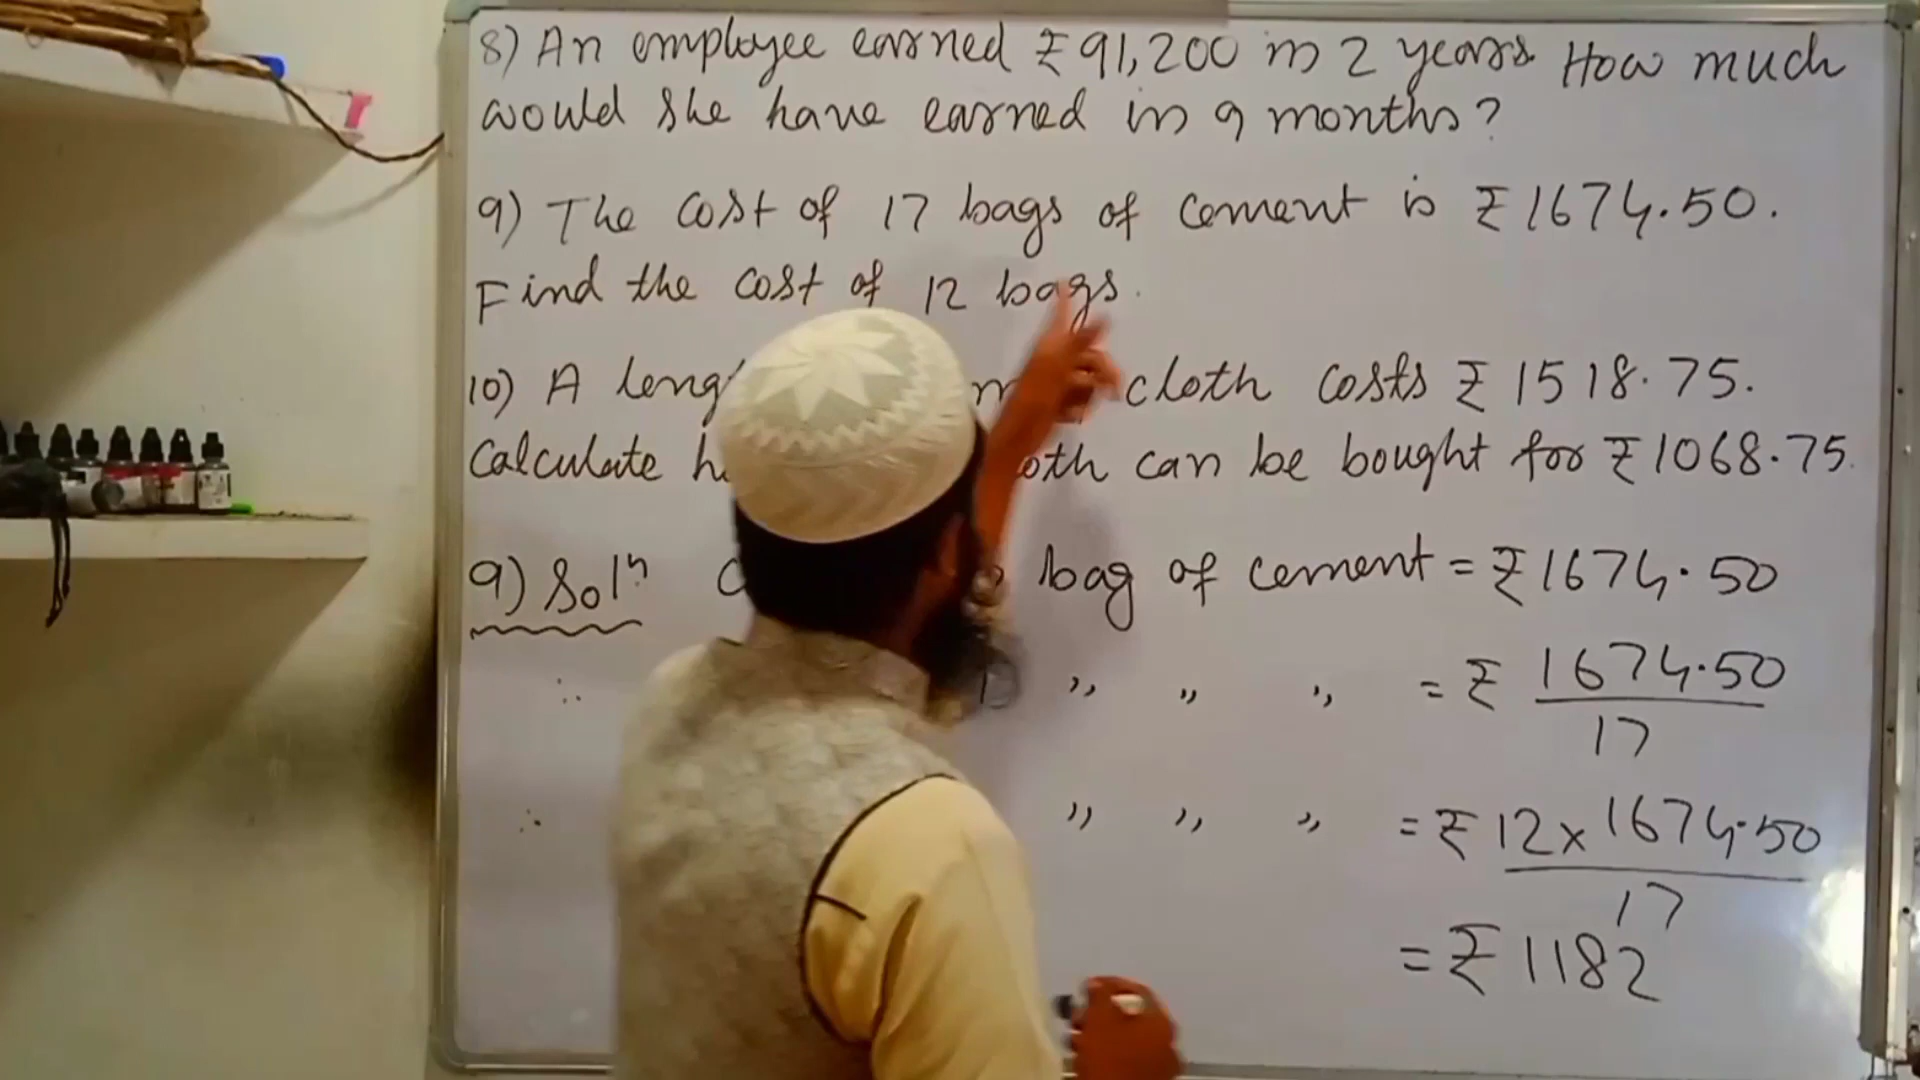 8) An employee earned ₹91,200 in 2 years. How much
would she have earned in 9 months?
9) The cost of 17 bags of cement is ₹1674.50.
Find the cost of 12 bags.
10) A cloth costs ₹1518.75.
Calculate can be bought for ₹1068.75.
9) Solⁿ bag of cement = ₹1674.50
,, ,, ,, = ₹ 1674.50
17
,, ,, ,, = ₹ 12 x 1674.50
17
= ₹1182